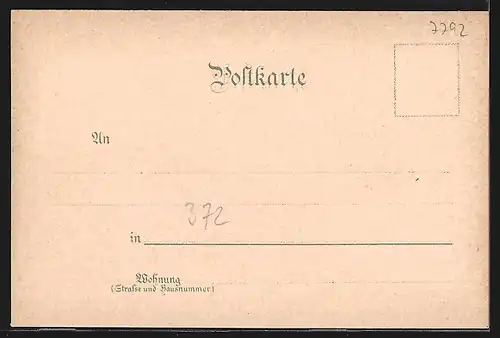 7792
Postkarte
An
372
in
Wohnung
(Straße und Hausnummer)